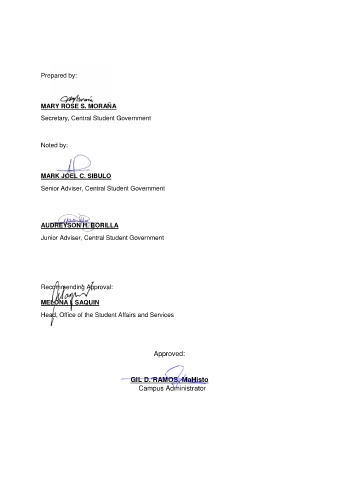 Prepared by:
MARY ROSE S. MORAÑA
Secretary, Central Student Government
Noted by:
MARK JOEL C. SIBULO
Senior Adviser, Central Student Government
AUDREYSON H. BORILLA
Junior Adviser, Central Student Government
Recommending Approval:
MELONA I. SAQUIN
Head, Office of the Student Affairs and Services
Approved:
GIL D. RAMOS, MaHisto
Campus Administrator